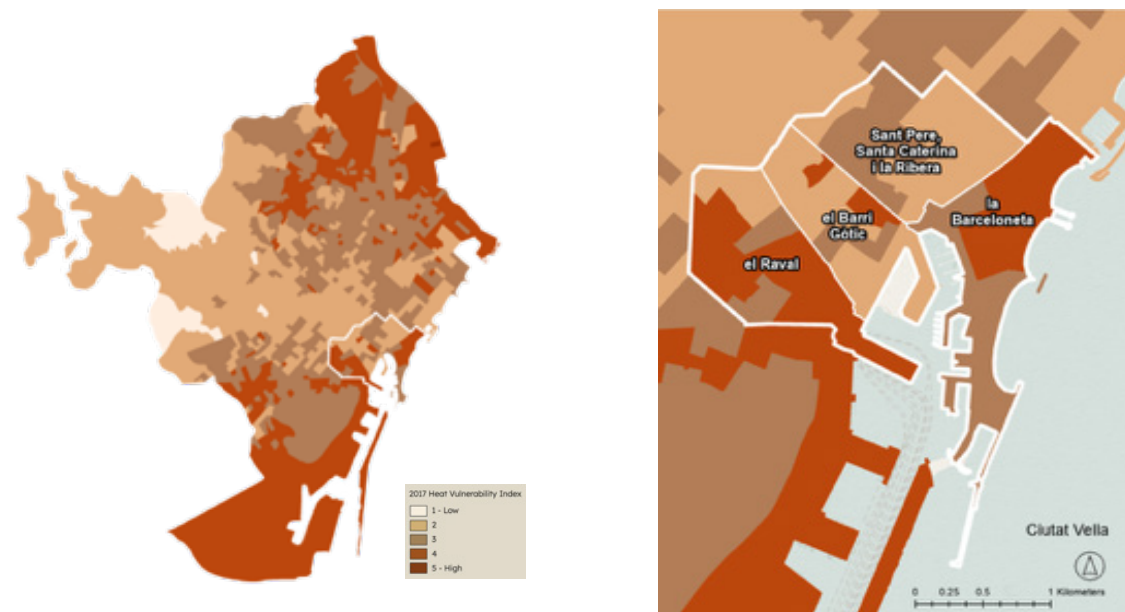 2017 Heat Vulnerability Index
1 - Low
2
3
4
5 - High
Sant Pere,
Santa Caterina
i la Ribera
la
Barceloneta
el Barri
Gòtic
el Raval
Ciutat Vella
0 0.25 0.5 1
Kilometers